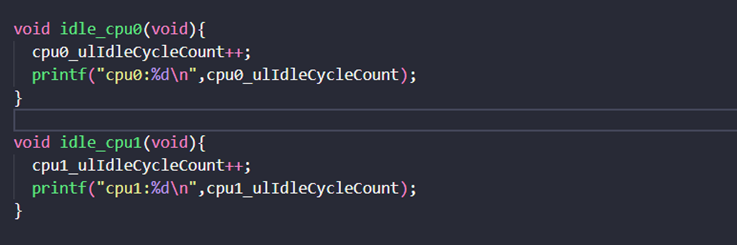 void idle_cpu0(void){
  cpu0_ulIdleCycleCount++;
  printf("cpu0:%d\n",cpu0_ulIdleCycleCount);
}
void idle_cpu1(void){
  cpu1_ulIdleCycleCount++;
  printf("cpu1:%d\n",cpu1_ulIdleCycleCount);
}